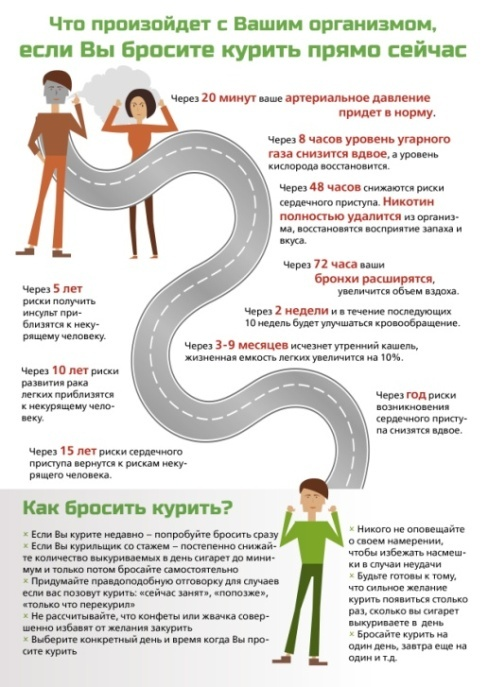 Что произойдет с Вашим организмом,
если Вы бросите курить прямо сейчас
Через 20 минут ваше артериальное давление
придет в норму.
Через 8 часов уровень угарного
газа снизится вдвое, а уровень
кислорода восстановится.
Через 48 часов снижаются риски
сердечного приступа. Никотин
полностью удалится из организ-
ма, восстановятся восприятие запаха и
вкуса.
Через 72 часа ваши
бронхи расширятся,
увеличится объем вздоха.
Через 2 недели и в течение последующих
10 недель будет улучшаться кровообращение.
Через 3-9 месяцев исчезнет утренний кашель,
жизненная емкость легких увеличится на 10%.
Через год риски
возникновения
сердечного присту-
па снятся вдвое.
Через 5 лет
риски получить
инсульт при-
близятся к неку-
рящему человеку.
Через 10 лет риски
развития рака
легких приблизятся
к некурящему чело-
веку.
Через 15 лет риски сердечного
приступа вернутся к рискам неку-
рящего человека.
Как бросить курить?
× Если Вы курите недавно – попробуйте бросить сразу
× Если Вы курильщик со стажем – постепенно снижай-
те количество выкуриваемых в день сигарет до мини-
мум и только потом бросайте самостоятельно
× Придумайте правдоподобную отговорку для случаев
если вас позовут курить: «сейчас занят», «попозже»,
«только что перекурил»
× Не рассчитывайте, что конфеты или жвачка совер-
шенно избавят от желания закурить
× Выберите конкретный день и время когда Вы про-
сите курить
× Никого не оповещайте
о своем намерении,
чтобы избежать насмеш-
ки в случаи неудачи
× Будьте готовы к тому,
что сильное желание
курить появиться столько
раз, сколько вы сигарет
выкуриваете в день
× Бросайте курить на
один день, завтра еще на
один и т.д.